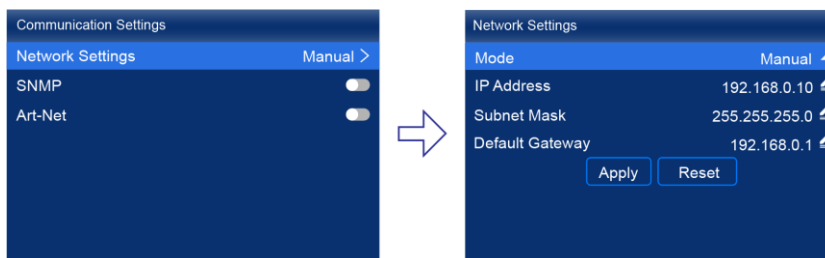 Communication Settings
Network Settings Manual >
SNMP
Art-Net
Network Settings
Mode Manual
IP Address 192.168.0.10
Subnet Mask 255.255.255.0
Default Gateway 192.168.0.1
Apply Reset